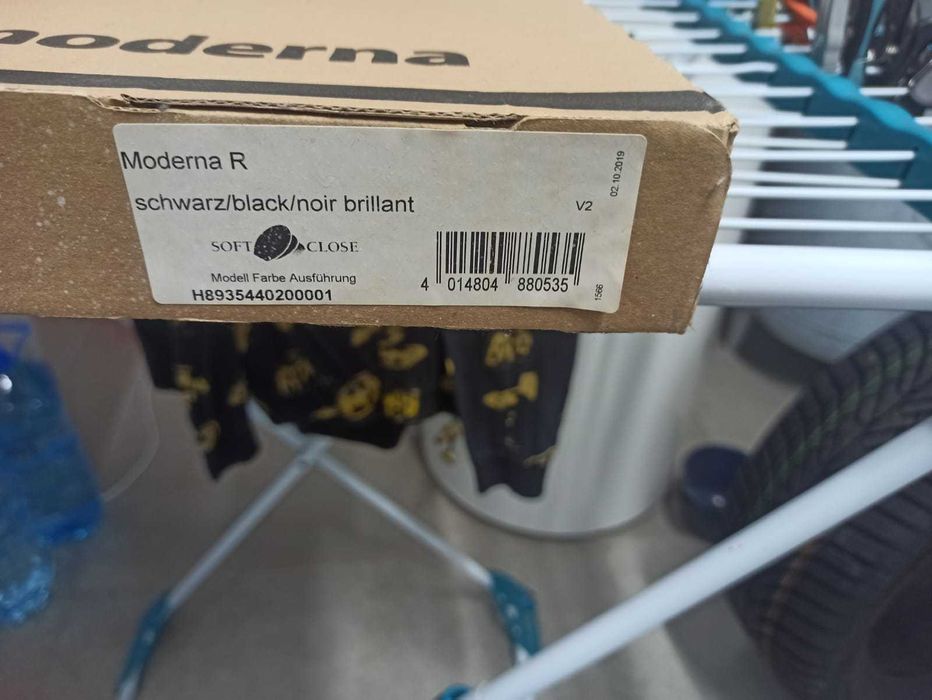 moderna
Moderna R
schwarz/black/noir brillant
V2
02.10.2019
SOFT CLOSE
Modell Farbe Ausführung
H8935440200001
4 014804 880535
1566